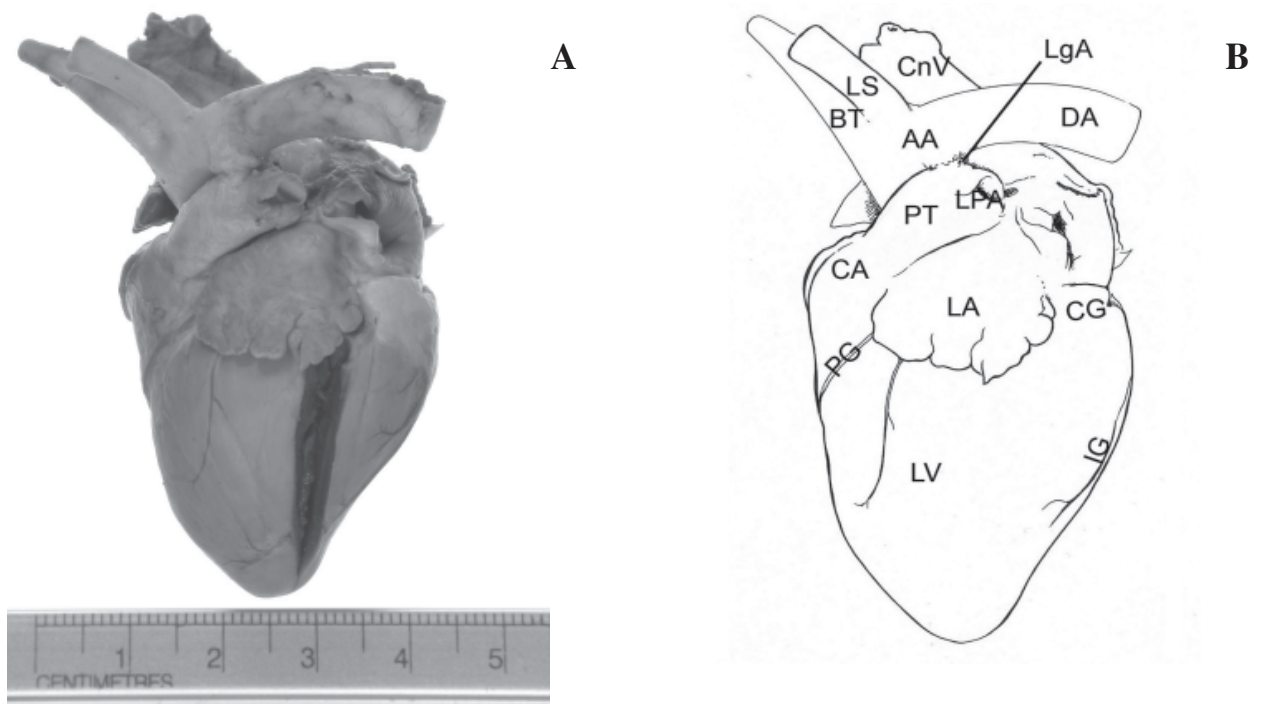 A
B
LgA
CnV
LS
DA
BT
AA
LPA
PT
CA
LA
CG
PG
IG
LV
1 2 3 4 5
CENTIMETRES